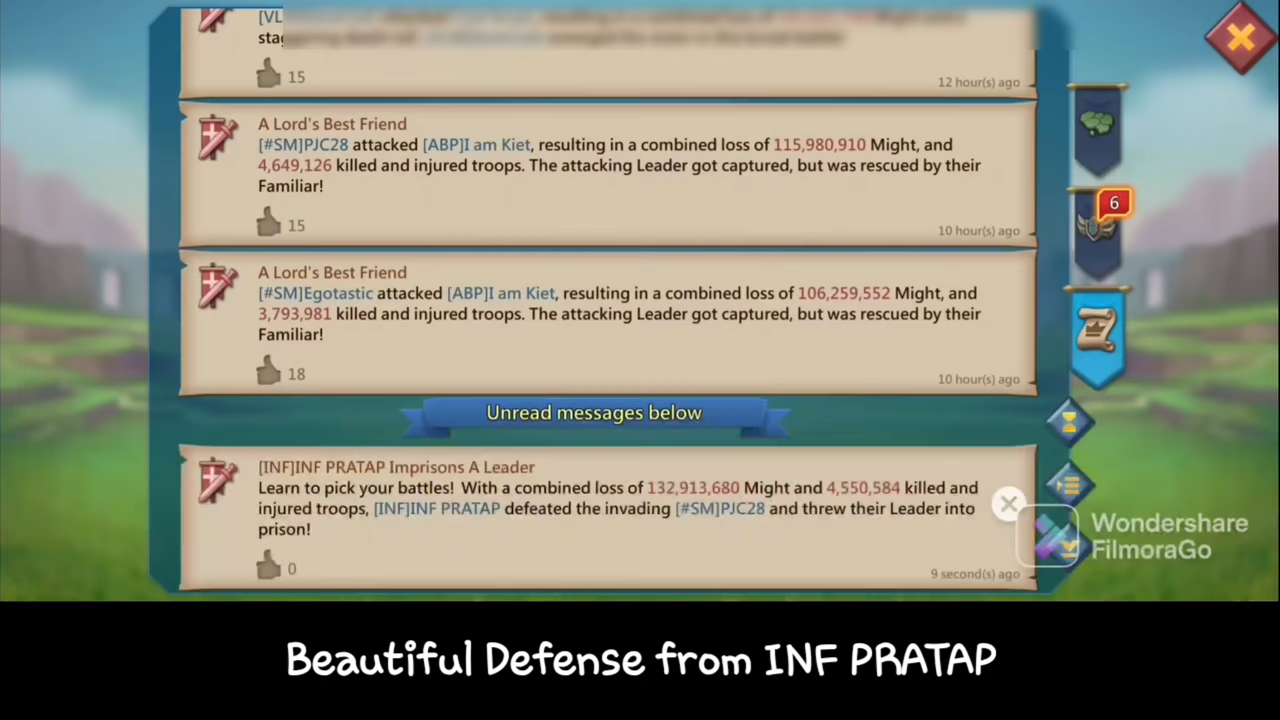 [VL
sta
15
12 hour(s) ago
A Lord's Best Friend
[#SM]PJC28 attacked [ABP]I am Kiet, resulting in a combined loss of 115,980,910 Might, and
4,649,126 killed and injured troops. The attacking Leader got captured, but was rescued by their
Familiar!
15
10 hour(s) ago
6
A Lord's Best Friend
[#SM]Egotastic attacked [ABP]I am Kiet, resulting in a combined loss of 106,259,552 Might, and
3,793,981 killed and injured troops. The attacking Leader got captured, but was rescued by their
Familiar!
18
10 hour(s) ago
Unread messages below
[INF]INF PRATAP Imprisons A Leader
Learn to pick your battles! With a combined loss of 132,913,680 Might and 4,550,584 killed and
injured troops, [INF]INF PRATAP defeated the invading [#SM]PJC28 and threw their Leader into
prison!
0
9 second(s) ago
Wondershare
FilmoraGo
Beautiful Defense from INF PRATAP